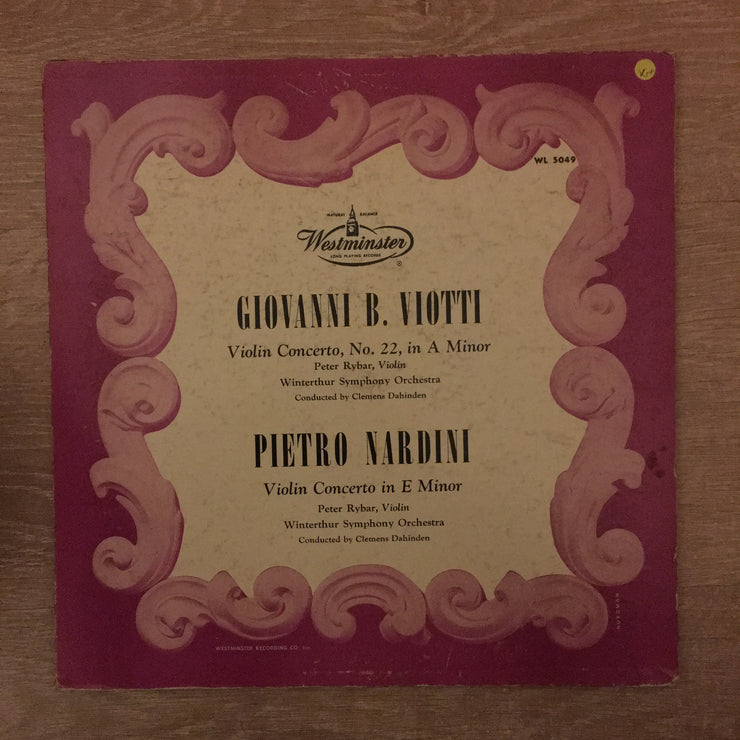 WL 5049
NATURAL BALANCE
Westminster
LONG PLAYING RECORDS
®
GIOVANNI B. VIOTTI
Violin Concerto, No. 22, in A Minor
Peter Rybar, Violin
Winterthur Symphony Orchestra
Conducted by Clemens Dahinden
PIETRO NARDINI
Violin Concerto in E Minor
Peter Rybar, Violin
Winterthur Symphony Orchestra
Conducted by Clemens Dahinden
WESTMINSTER RECORDING CO.